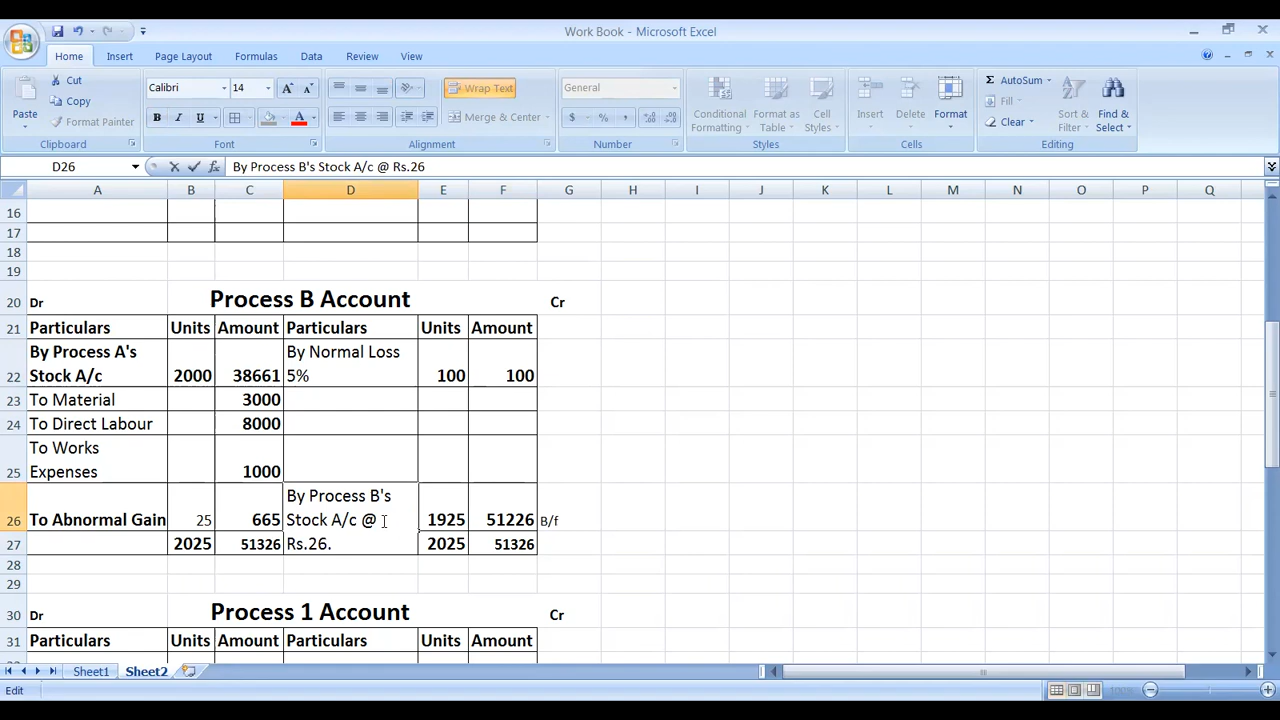 Work Book - Microsoft Excel
Home Insert Page Layout Formulas Data Review View
Paste
Cut
Copy
Format Painter
Clipboard
Calibri 14
B I U
Font
Wrap Text
Merge & Center
Alignment
General
$ % ,
Number
Conditional Formatting
Format as Table
Cell Styles
Styles
Insert Delete Format
Cells
Σ AutoSum
Fill
Clear
Sort & Filter
Find & Select
Editing
D26 fx By Process B's Stock A/c @ Rs.26
A B C D E F G H I J K L M N O P Q
16
17
18
19
20 Dr Process B Account Cr
21 Particulars Units Amount Particulars Units Amount
By Process A's By Normal Loss
22 Stock A/c 2000 38661 5% 100 100
23 To Material 3000
24 To Direct Labour 8000
To Works
25 Expenses 1000
By Process B's
26 To Abnormal Gain 25 665 Stock A/c @ 1925 51226 B/f
27 2025 51326 Rs.26. 2025 51326
28
29
30 Dr Process 1 Account Cr
31 Particulars Units Amount Particulars Units Amount
Sheet1 Sheet2
Edit 100%